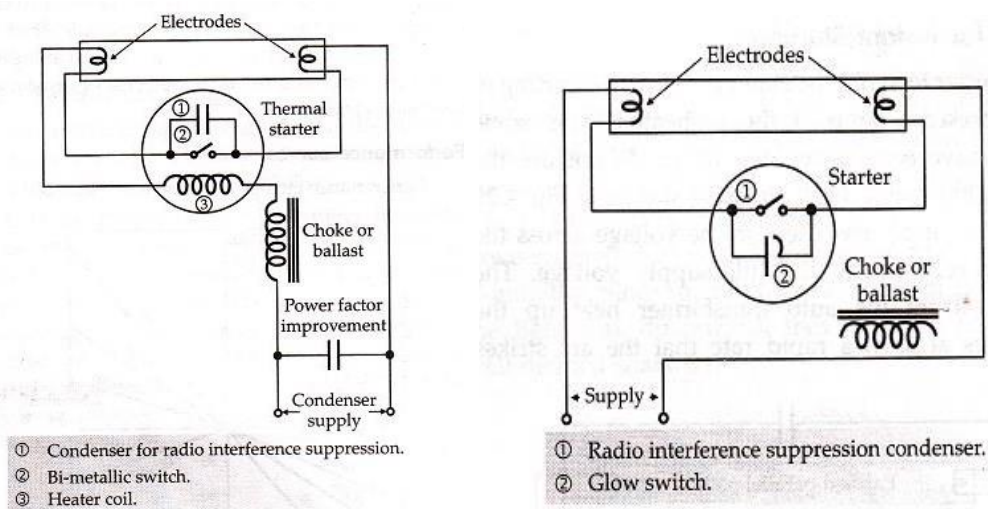 Electrodes
①
②
Thermal
starter
③
Choke or
ballast
Power factor
improvement
Condenser
supply
① Condenser for radio interference suppression.
② Bi-metallic switch.
③ Heater coil.
Electrodes
①
Starter
②
Choke or
ballast
Supply
① Radio interference suppression condenser.
② Glow switch.